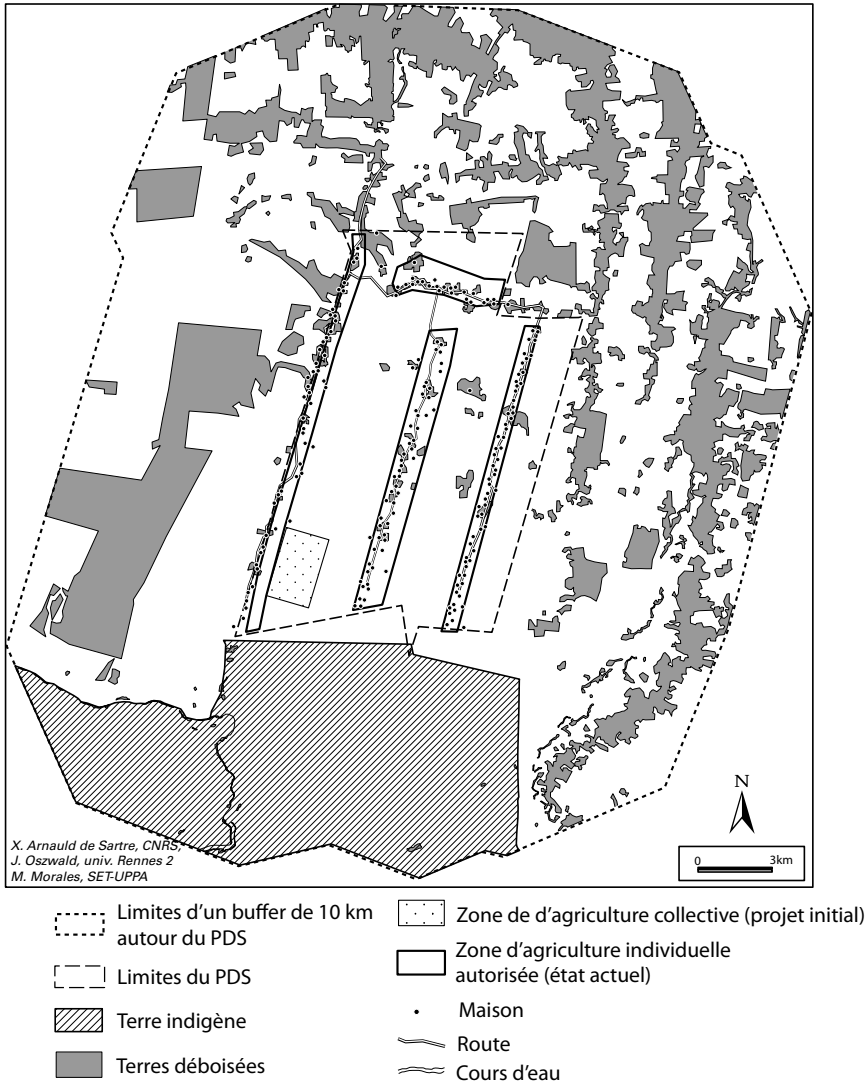 N
0 3km
X. Arnauld de Sartre, CNRS,
J. Oszwald, univ. Rennes 2
M. Morales, SET-UPPA
Limites d'un buffer de 10 km
autour du PDS
Limites du PDS
Terre indigène
Terres déboisées
Zone de d'agriculture collective (projet initial)
Zone d'agriculture individuelle
autorisée (état actuel)
Maison
Route
Cours d'eau